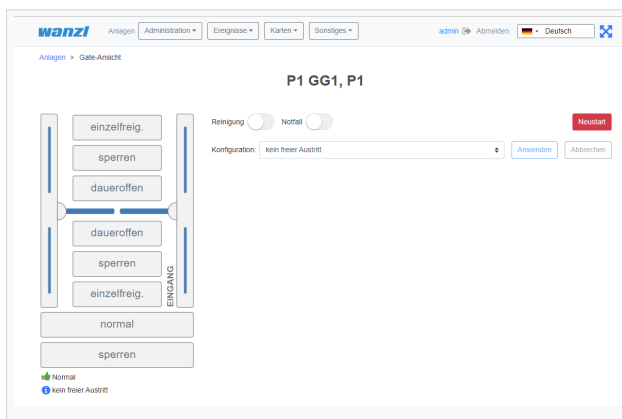 wanzl Anlagen Administration Ereignisse Karten Sonstiges admin Abmelden Deutsch
Anlagen > Gate-Ansicht
P1 GG1, P1
Reinigung Notfall Neustart
Konfiguration: kein freier Austritt Anwenden Abbrechen
einzelfreig.
sperren
daueroffen
daueroffen
sperren
einzelfreig.
EINGANG
normal
sperren
Normal
kein freier Austritt